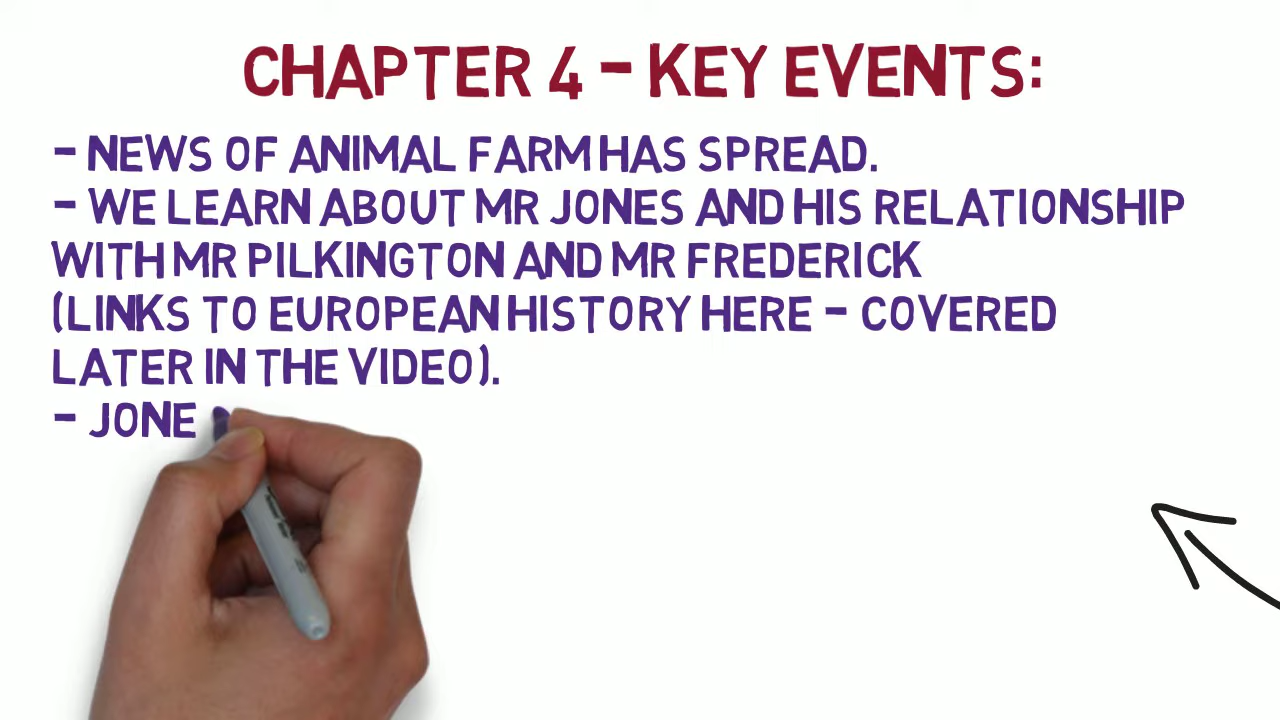 CHAPTER 4 - KEY EVENTS:
- NEWS OF ANIMAL FARM HAS SPREAD.
- WE LEARN ABOUT MR JONES AND HIS RELATIONSHIP
WITH MR PILKINGTON AND MR FREDERICK
(LINKS TO EUROPEAN HISTORY HERE - COVERED
LATER IN THE VIDEO).
- JONE